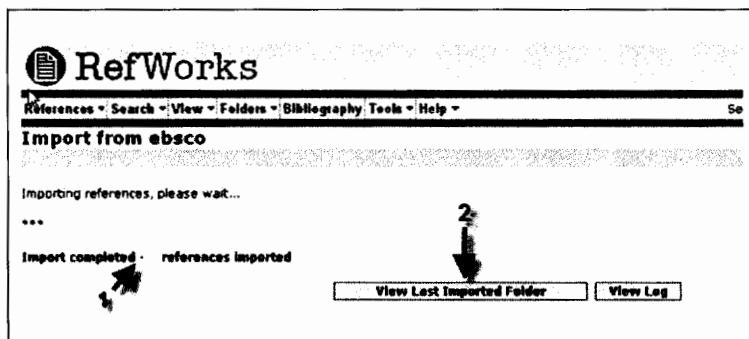 RefWorks
References Search View Folders Bibliography Tools Help Se
Import from ebsco
Importing references, please wait...
***
2
Import completed - references imported
1
View Last Imported Folder View Log